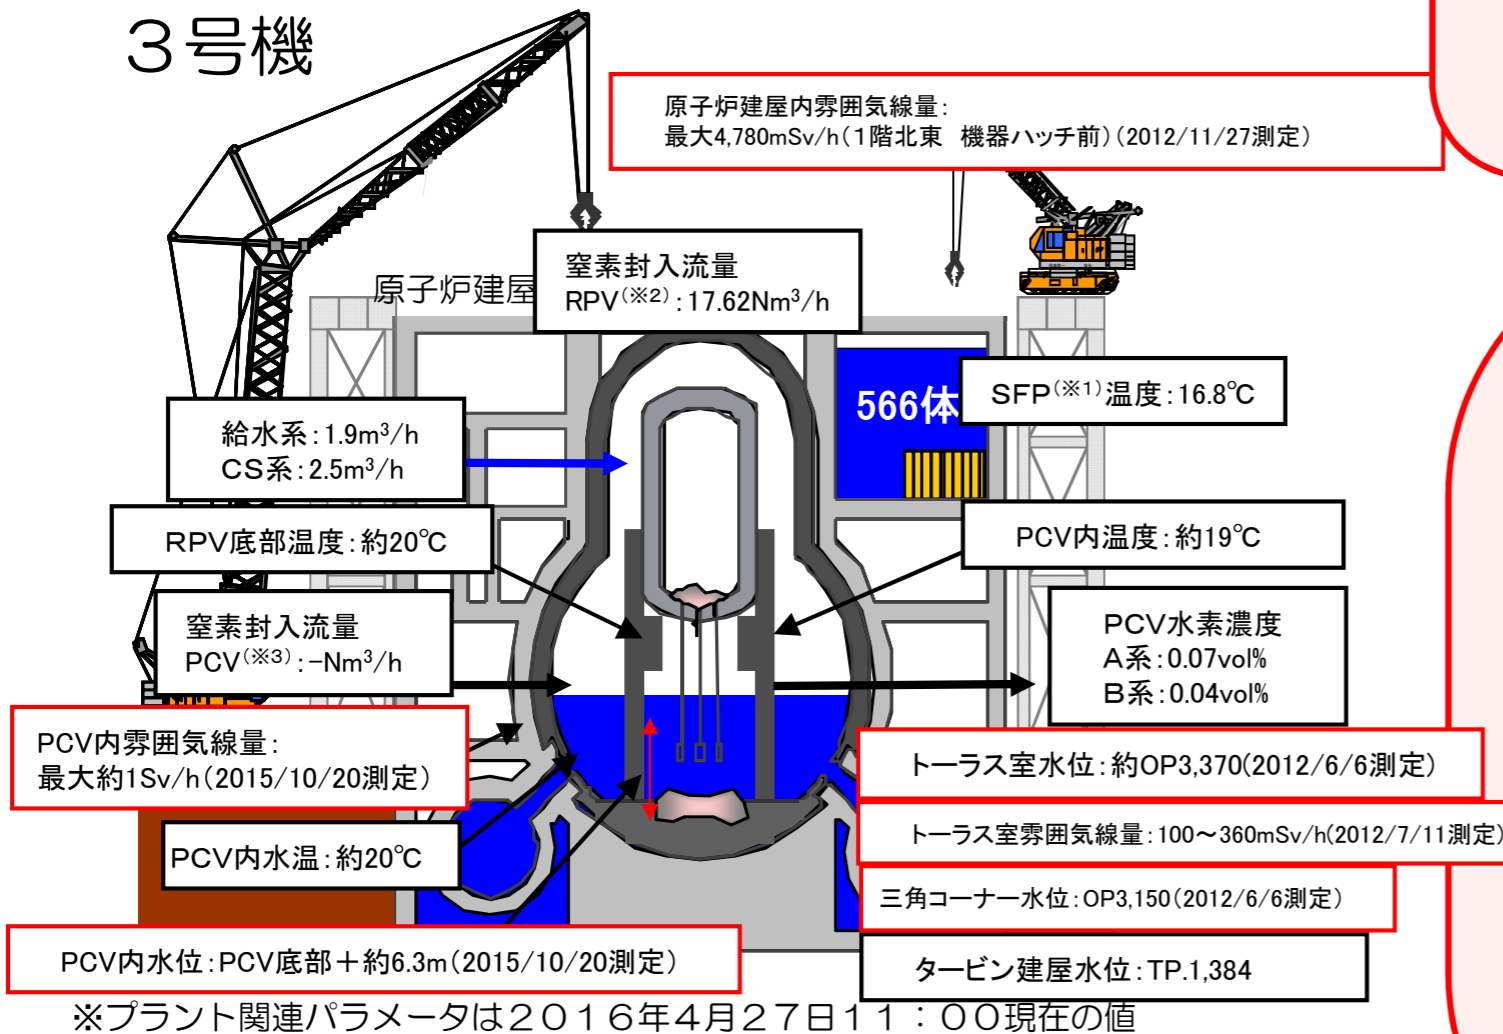 ３号機
原子炉建屋内雰囲気線量：
最大4,780mSv/h（１階北東　機器ハッチ前）（2012/11/27測定）
窒素封入流量
RPV(※2)：17.62Nm³/h
原子炉建屋
566体
SFP(※1)温度：16.8℃
給水系：1.9m³/h
CS系：2.5m³/h
RPV底部温度：約20℃
PCV内温度：約19℃
窒素封入流量
PCV(※3)：-Nm³/h
PCV水素濃度
A系：0.07vol%
B系：0.04vol%
PCV内雰囲気線量：
最大約1Sv/h（2015/10/20測定）
トーラス室水位：約OP3,370(2012/6/6測定）
トーラス室雰囲気線量：100～360mSv/h(2012/7/11測定）
PCV内水温：約20℃
三角コーナー水位：OP3,150（2012/6/6測定）
PCV内水位：PCV底部＋約6.3m（2015/10/20測定）
タービン建屋水位：TP.1,384
※プラント関連パラメータは２０１６年４月２７日１１：００現在の値